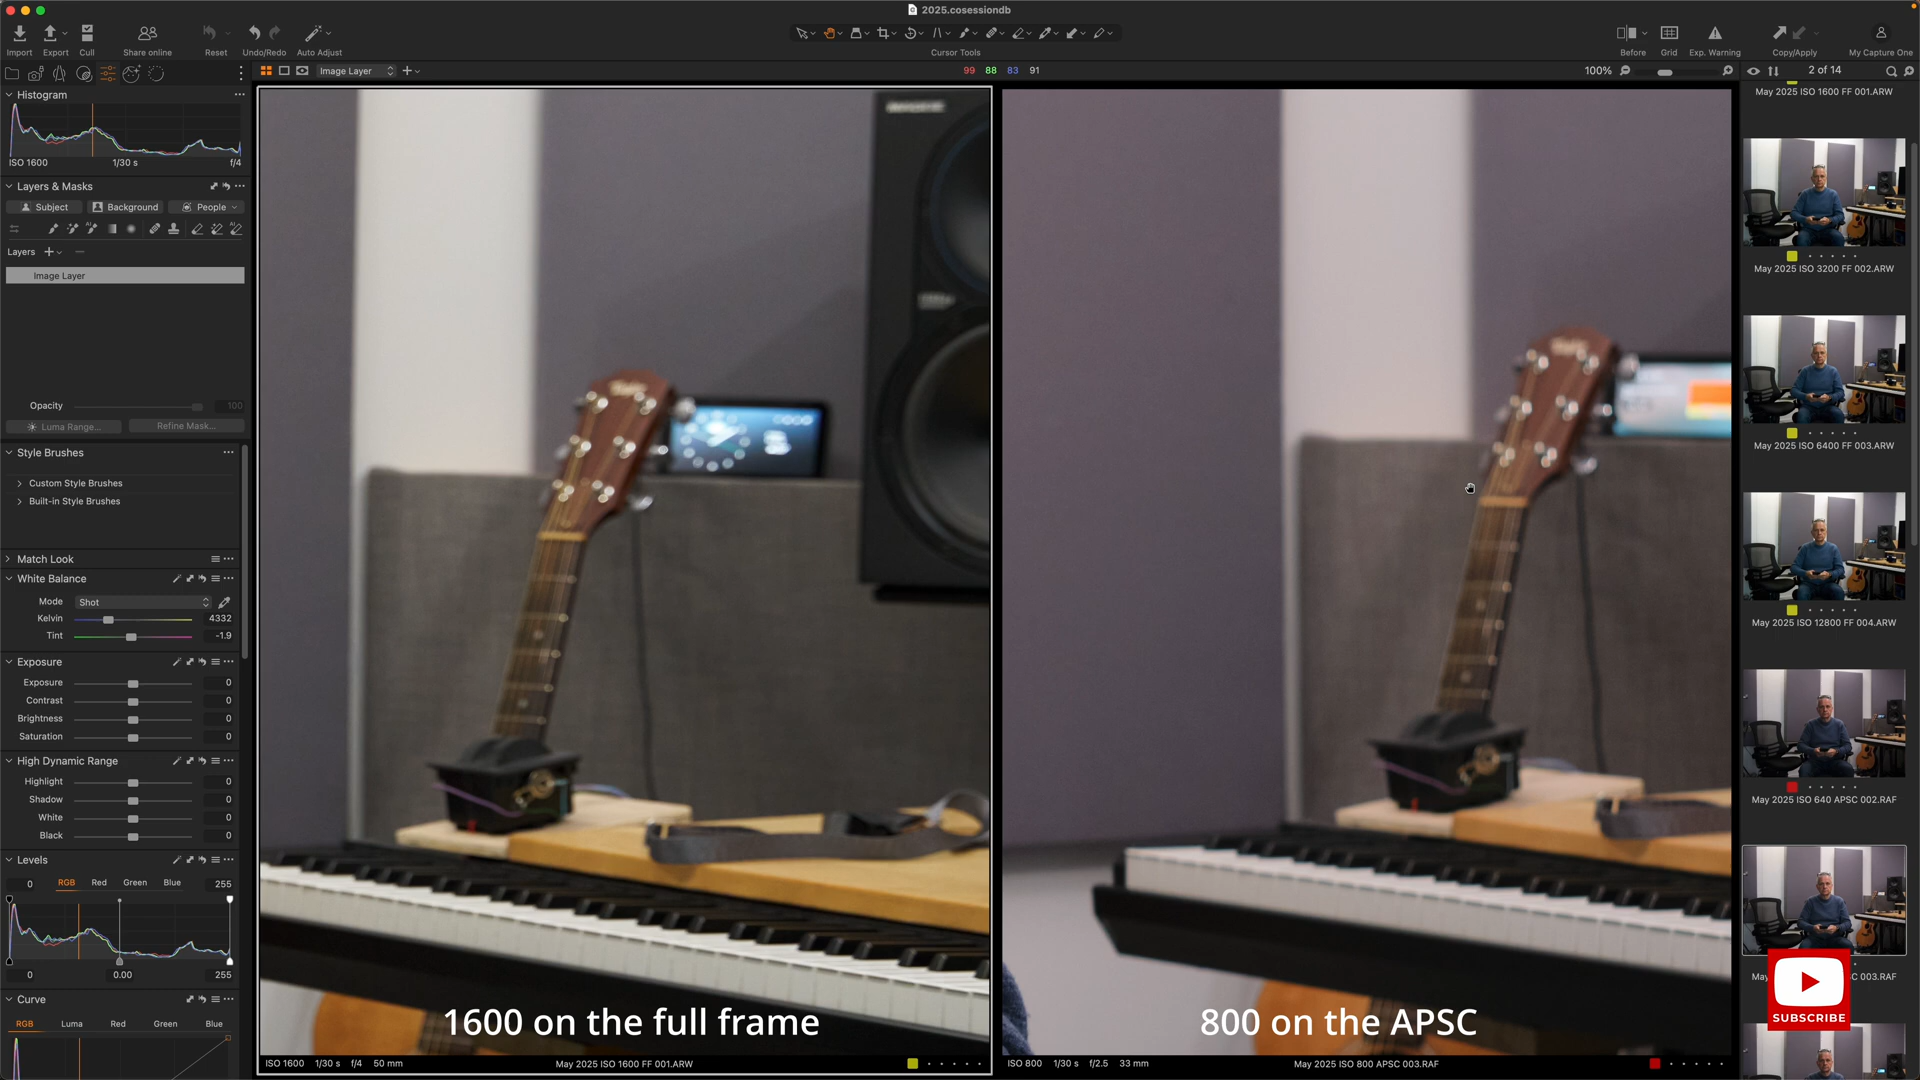 2025.cosessiondb
Import
Export
Cull
Share online
Reset
Undo/Redo
Auto Adjust
Cursor Tools
Before
Grid
Exp. Warning
Copy/Apply
My Capture One
Image Layer
99 88 83 91
100%
2 of 14
Histogram
ISO 1600 1/30 s f/4
Layers & Masks
Subject Background People
Layers
Image Layer
Opacity 100
Luma Range... Refine Mask...
Style Brushes
Custom Style Brushes
Built-in Style Brushes
Match Look
White Balance
Mode Shot
Kelvin 4332
Tint -1.9
Exposure
Exposure 0
Contrast 0
Brightness 0
Saturation 0
High Dynamic Range
Highlight 0
Shadow 0
White 0
Black 0
Levels
0 RGB Red Green Blue 255
0 0.00 255
Curve
RGB Luma Red Green Blue
1600 on the full frame
ISO 1600 1/30 s f/4 50 mm May 2025 ISO 1600 FF 001.ARW
800 on the APSC
ISO 800 1/30 s f/2.5 33 mm May 2025 ISO 800 APSC 003.RAF
May 2025 ISO 1600 FF 001.ARW
May 2025 ISO 3200 FF 002.ARW
May 2025 ISO 6400 FF 003.ARW
May 2025 ISO 12800 FF 004.ARW
May 2025 ISO 640 APSC 002.RAF
C 003.RAF
SUBSCRIBE